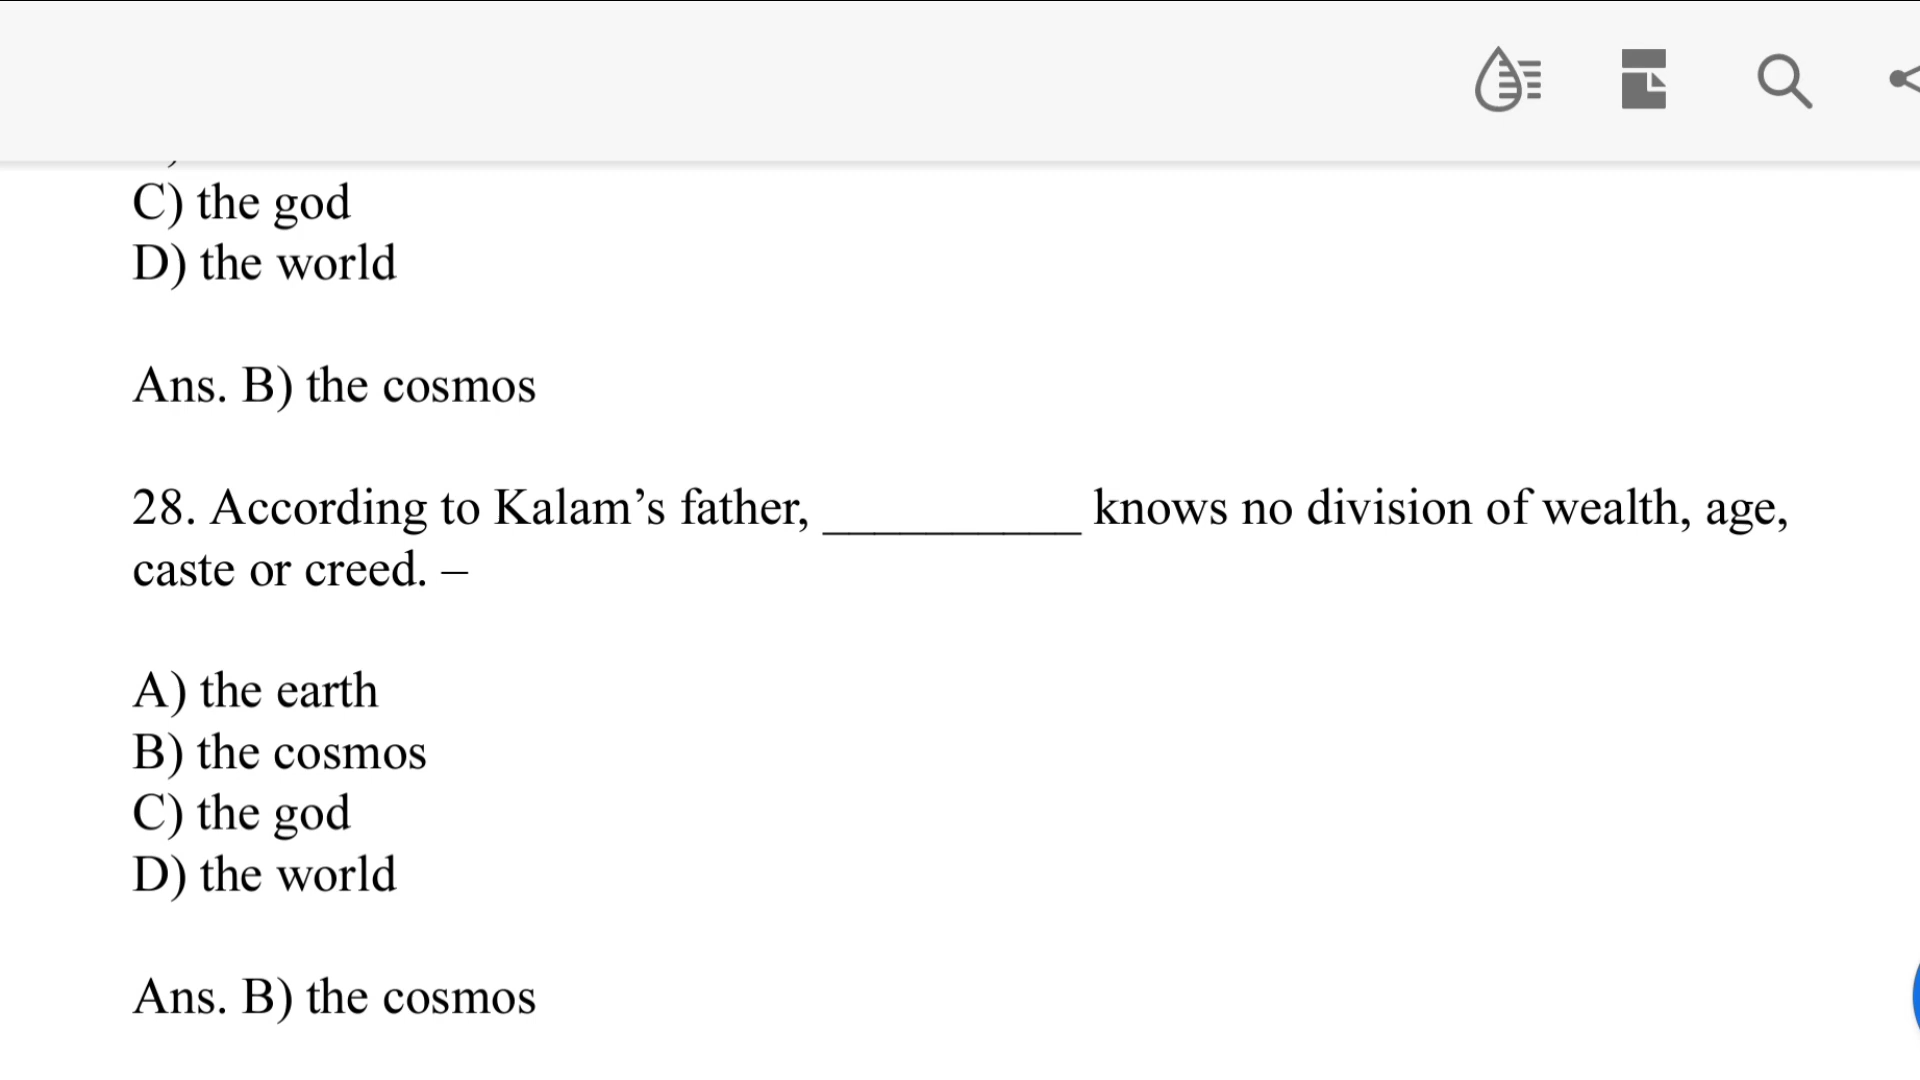 C) the god
D) the world
Ans. B) the cosmos
28. According to Kalam’s father, __________ knows no division of wealth, age,
caste or creed. –
A) the earth
B) the cosmos
C) the god
D) the world
Ans. B) the cosmos